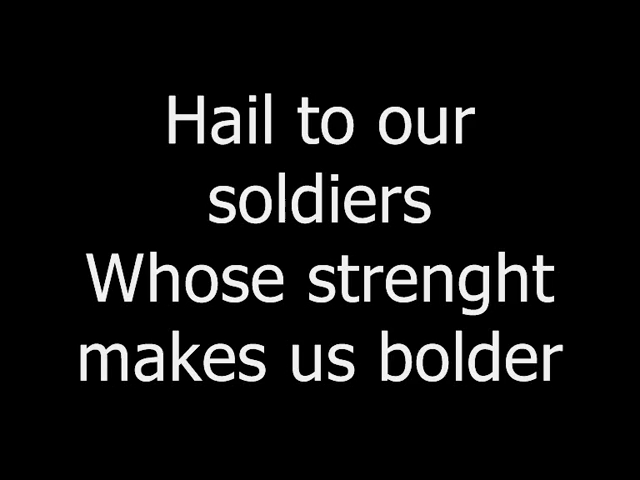 Hail to our
soldiers
Whose strenght
makes us bolder